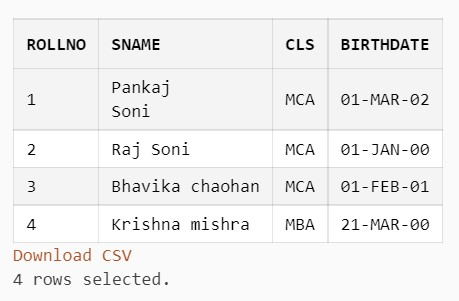 ROLLNO SNAME CLS BIRTHDATE
1 Pankaj Soni MCA 01-MAR-02
2 Raj Soni MCA 01-JAN-00
3 Bhavika chaohan MCA 01-FEB-01
4 Krishna mishra MBA 21-MAR-00
Download CSV
4 rows selected.